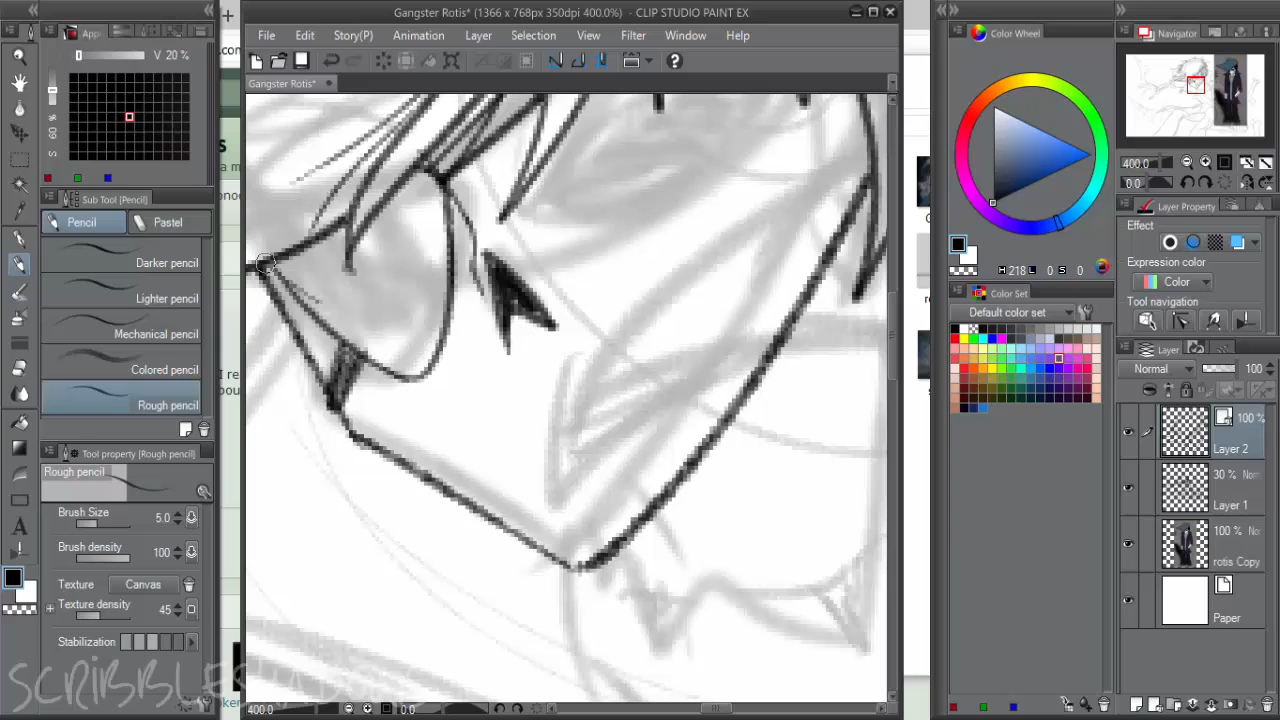 Gangster Rotis* (1366 x 768px 350dpi 400.0%) - CLIP STUDIO PAINT EX
File Edit Story(P) Animation Layer Selection View Filter Window Help
Gangster Rotis*
App
V 20 %
Sub Tool [Pencil]
Pencil
Pastel
Darker pencil
Lighter pencil
Mechanical pencil
Colored pencil
Rough pencil
Tool property [Rough pencil]
Rough pencil
Brush Size 5.0
Brush density 100
Texture Canvas
Texture density 45
Stabilization
400.0 0.0
Color Wheel
H 218 L 0 S 0
Color Set
Default color set
Navigator
400.0
0.0
Layer Property
Effect
Expression color
Color
Tool navigation
Layer
Normal 100
100 %
Layer 2
30 % Nor
Layer 1
100 % Nor
rotis Copy
Paper